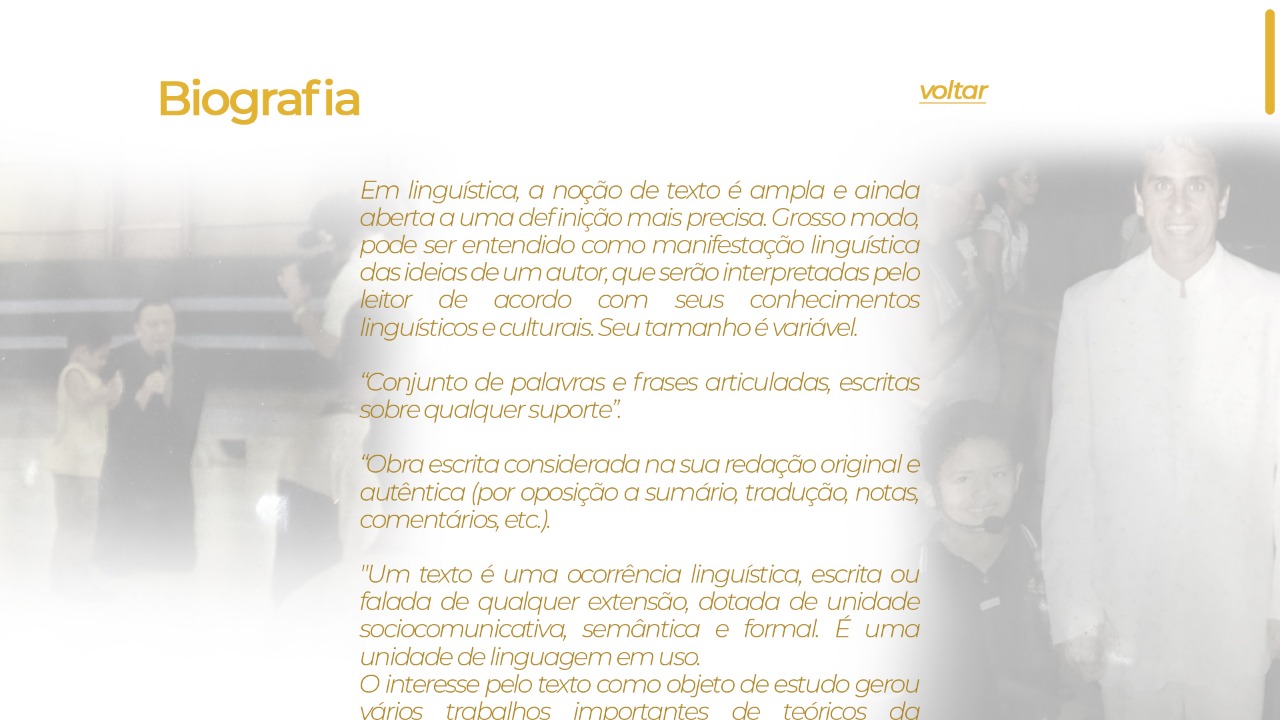 Biografia
voltar
Em linguística, a noção de texto é ampla e ainda
aberta a uma definição mais precisa. Grosso modo,
pode ser entendido como manifestação linguística
das ideias de um autor, que serão interpretadas pelo
leitor de acordo com seus conhecimentos
linguísticos e culturais. Seu tamanho é variável.
“Conjunto de palavras e frases articuladas, escritas
sobre qualquer suporte”.
“Obra escrita considerada na sua redação original e
autêntica (por oposição a sumário, tradução, notas,
comentários, etc.).
"Um texto é uma ocorrência linguística, escrita ou
falada de qualquer extensão, dotada de unidade
sociocomunicativa, semântica e formal. É uma
unidade de linguagem em uso.
O interesse pelo texto como objeto de estudo gerou
vários trabalhos importantes de teóricos da